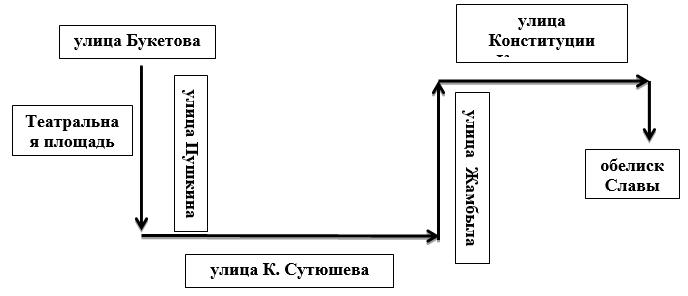 улица Букетова
Театральна
я площадь
улица Пушкина
улица К. Сутюшева
улица Жамбыла
улица
Конституции
обелиск
Славы